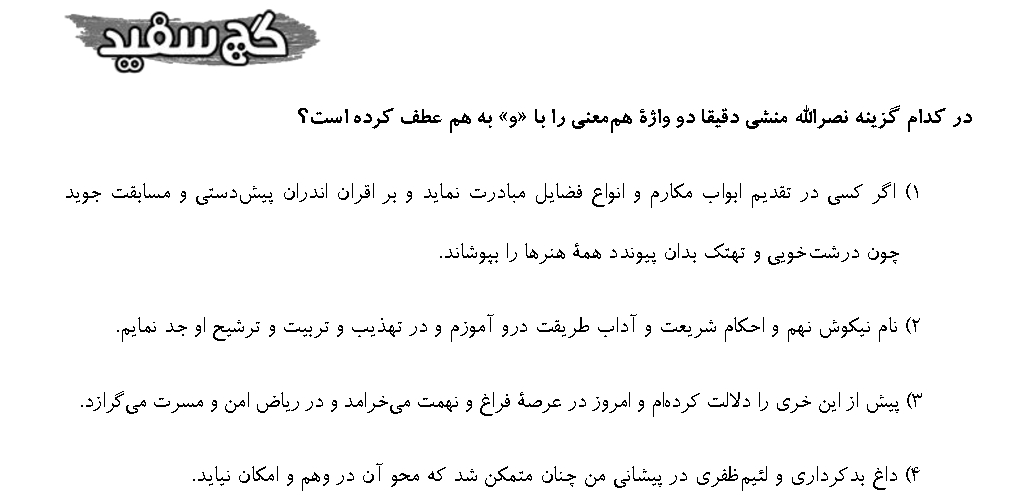 گچ سفید
در کدام گزینه نصرالله منشی دقیقا دو واژهٔ هم‌معنی را با «و» به هم عطف کرده است؟
۱) اگر کسی در تقدیم ابواب مکارم و انواع فضایل مبادرت نماید و بر اقران اندران پیش‌دستی و مسابقت جوید
چون درشت‌خویی و تهتک بدان پیوندد همهٔ هنرها را بپوشاند.
۲) نام نیکوش نهم و احکام شریعت و آداب طریقت درو آموزم و در تهذیب و تربیت و ترشیح او جد نمایم.
۳) پیش از این خری را دلالت کرده‌ام و امروز در عرصهٔ فراغ و نهمت می‌خرامد و در ریاض امن و مسرت می‌گرازد.
۴) داغ بدکرداری و لئیم‌ظفری در پیشانی من چنان متمکن شد که محو آن در وهم و امکان نیاید.